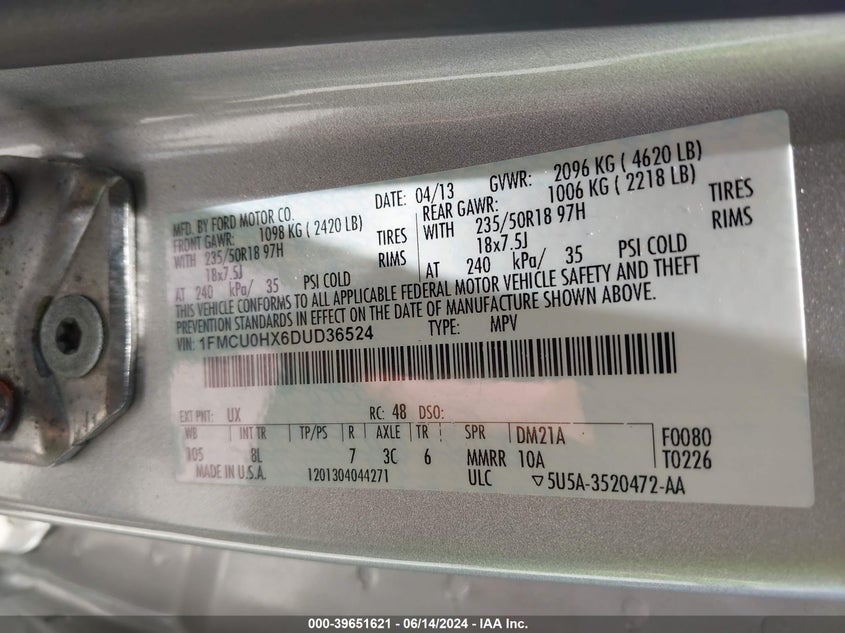 MFD. BY FORD MOTOR CO. DATE: 04/13 GVWR: 2096 KG ( 4620 LB)
FRONT GAWR: 1098 KG ( 2420 LB) REAR GAWR: 1006 KG ( 2218 LB)
WITH 235/50R18 97H TIRES WITH 235/50R18 97H TIRES
18x7.5J RIMS 18x7.5J RIMS
AT 240 kPa/ 35 PSI COLD AT 240 kPa/ 35 PSI COLD
THIS VEHICLE CONFORMS TO ALL APPLICABLE FEDERAL MOTOR VEHICLE SAFETY AND THEFT
PREVENTION STANDARDS IN EFFECT ON THE DATE OF MANUFACTURE SHOWN ABOVE.
VIN: 1FMCU0HX6DUD36524 TYPE: MPV
EXT PNT: UX RC: 48 DSO:
WB INT TR TP/PS R AXLE TR SPR DM21A F0080
105 8L 7 3C 6 MMRR 10A T0226
MADE IN U.S.A. 1201304044271 ULC ▽5U5A-3520472-AA
000-39651621 - 06/14/2024 - IAA Inc.